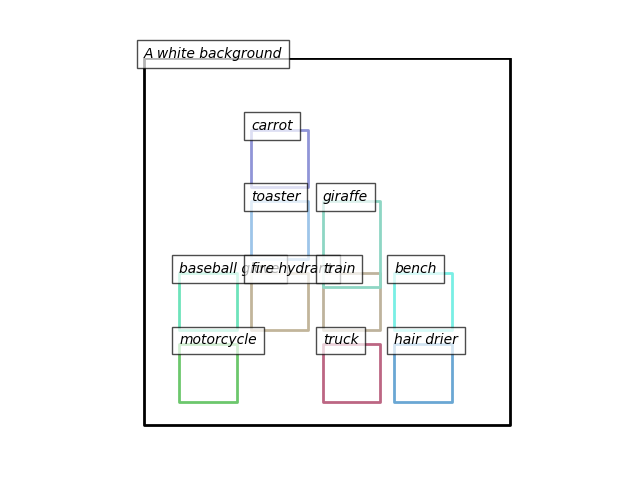 A white background
carrot
toaster
giraffe
baseball glove
fire hydrant
train
bench
motorcycle
truck
hair drier